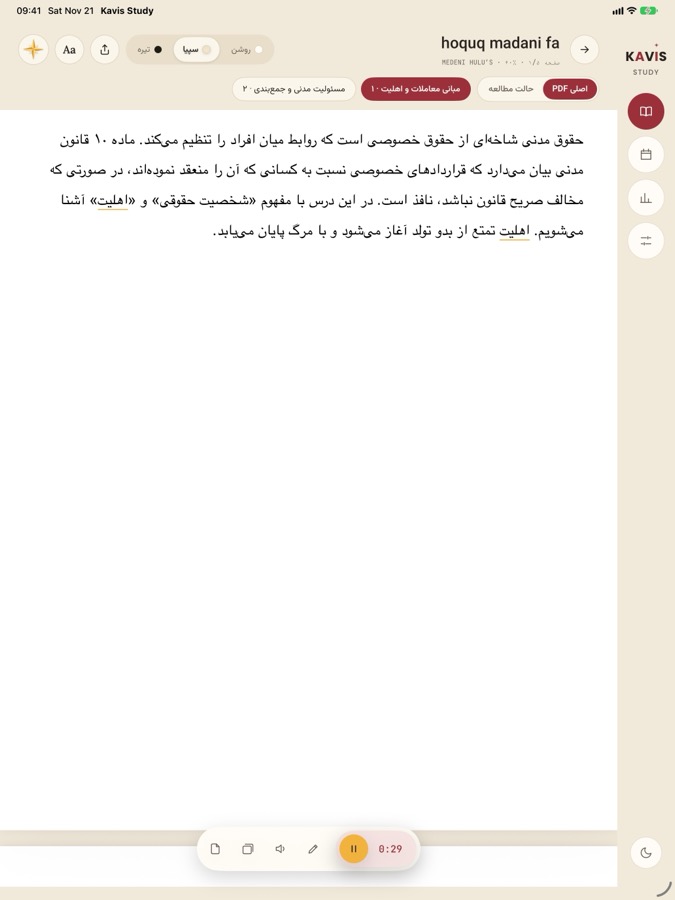 09:41 Sat Nov 21 Kavis Study
KAVIS
STUDY
hoquq madani fa
MEDENI HULU'S
Aa
روشن
سپیا
تیره
اصلی PDF
حالت مطالعه
مبانی معاملات و اهلیت · ۱
مسئولیت مدنی و جمع‌بندی · ۲
حقوق مدنی شاخه‌ای از حقوق خصوصی است که روابط میان افراد را تنظیم می‌کند. ماده ۱۰ قانون
مدنی بیان می‌دارد که قراردادهای خصوصی نسبت به کسانی که آن را منعقد نموده‌اند، در صورتی که
مخالف صریح قانون نباشد، نافذ است. در این درس با مفهوم «شخصیت حقوقی» و «اهلیت» آشنا
می‌شویم. اهلیت تمتع از بدو تولد آغاز می‌شود و با مرگ پایان می‌یابد.
0:29